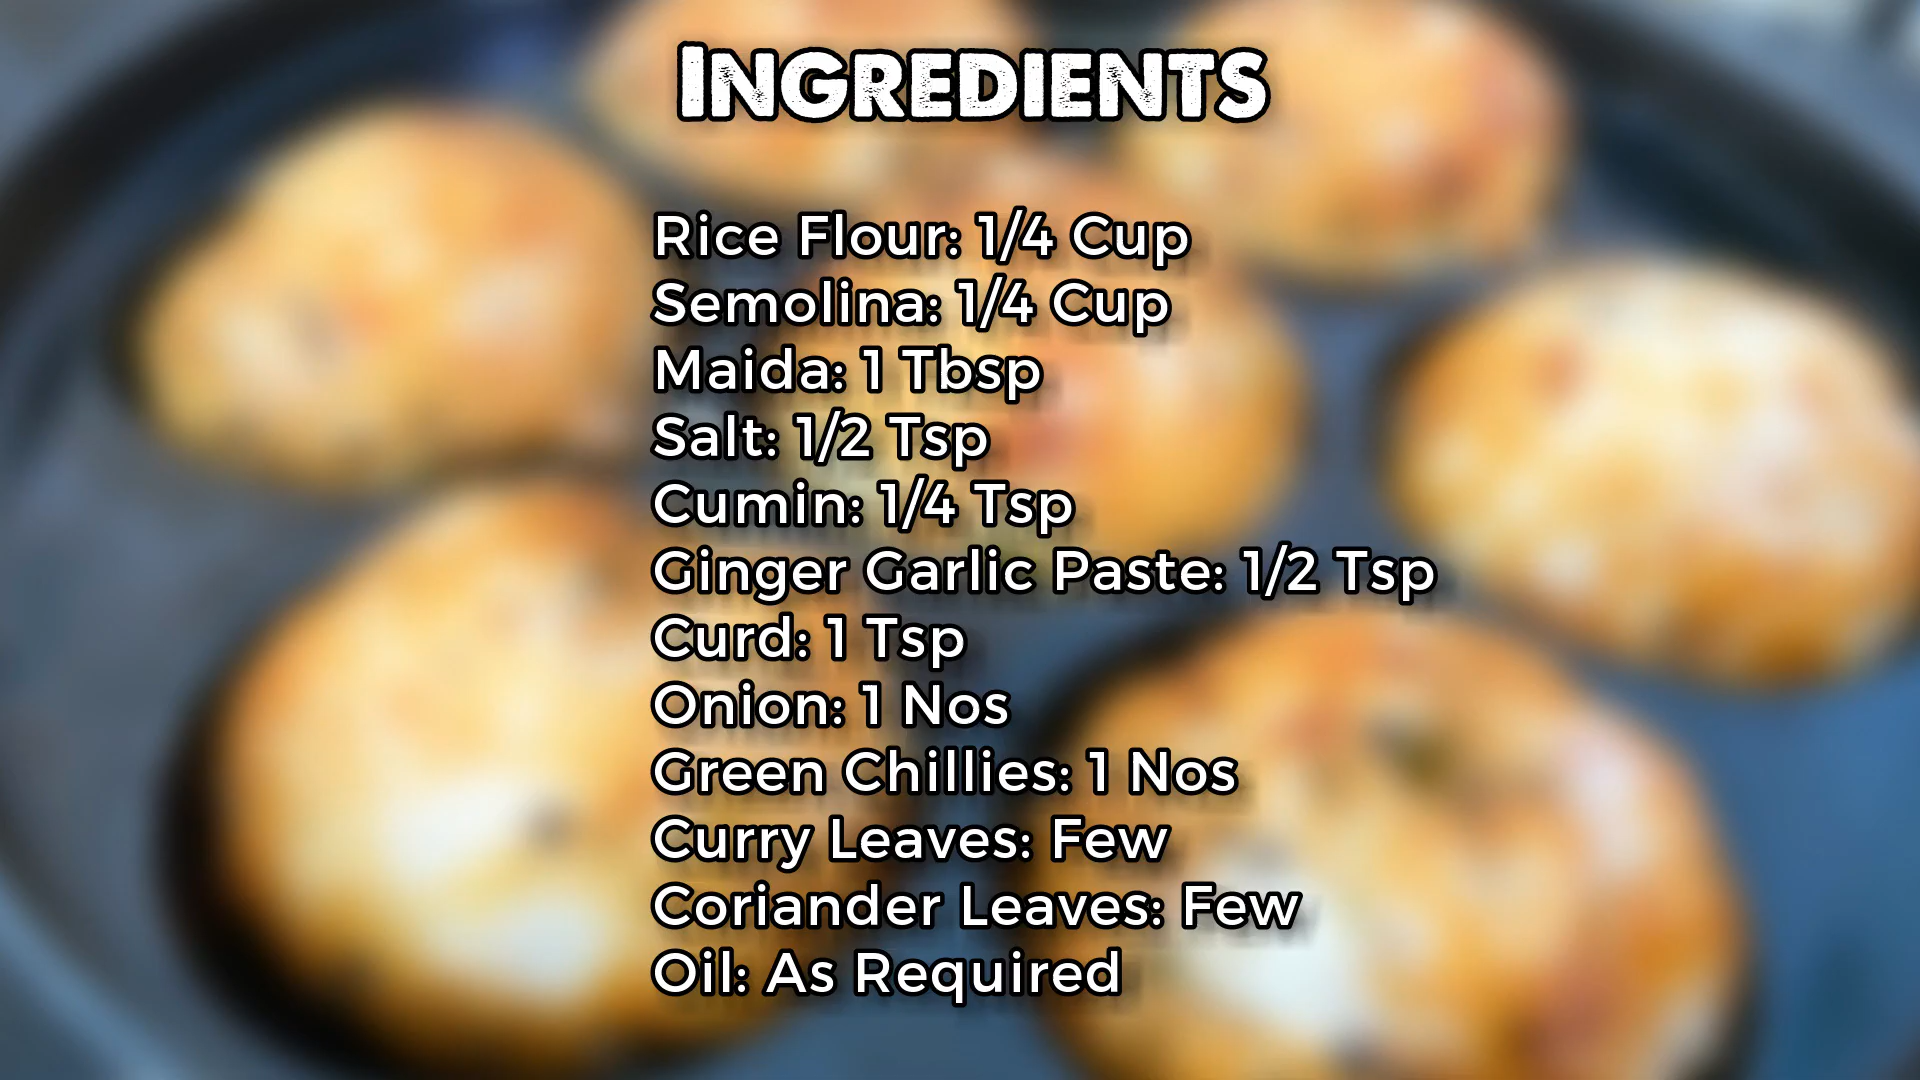 Ingredients
Rice Flour: 1/4 Cup
Semolina: 1/4 Cup
Maida: 1 Tbsp
Salt: 1/2 Tsp
Cumin: 1/4 Tsp
Ginger Garlic Paste: 1/2 Tsp
Curd: 1 Tsp
Onion: 1 Nos
Green Chillies: 1 Nos
Curry Leaves: Few
Coriander Leaves: Few
Oil: As Required